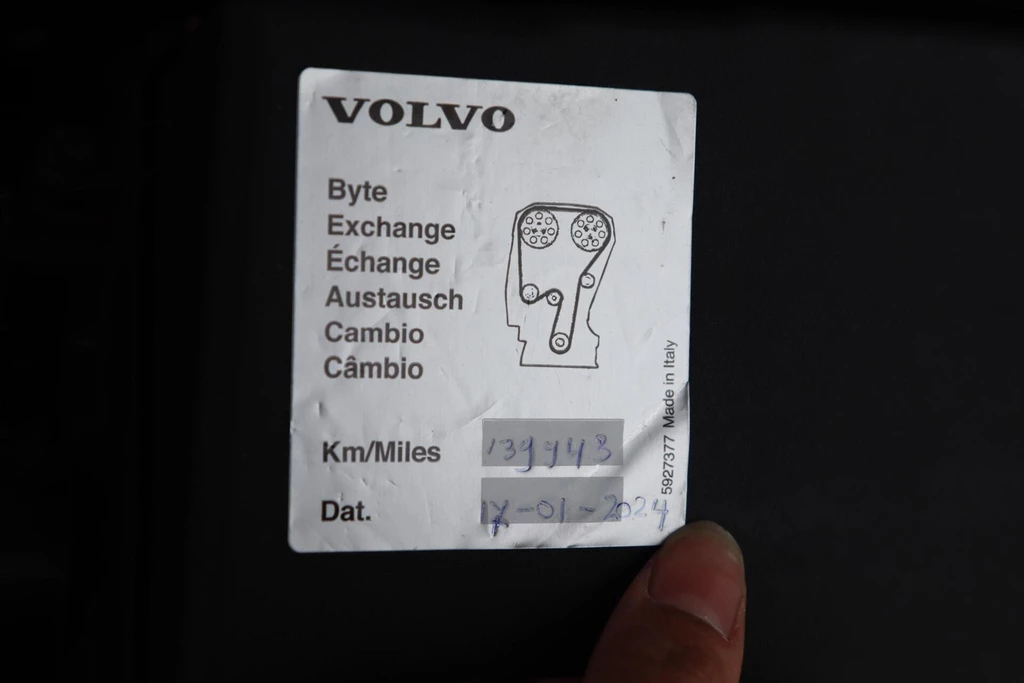 VOLVO
Byte
Exchange
Échange
Austausch
Cambio
Câmbio
Km/Miles 139943
Dat. 17-01-2024
5927377 Made in Italy